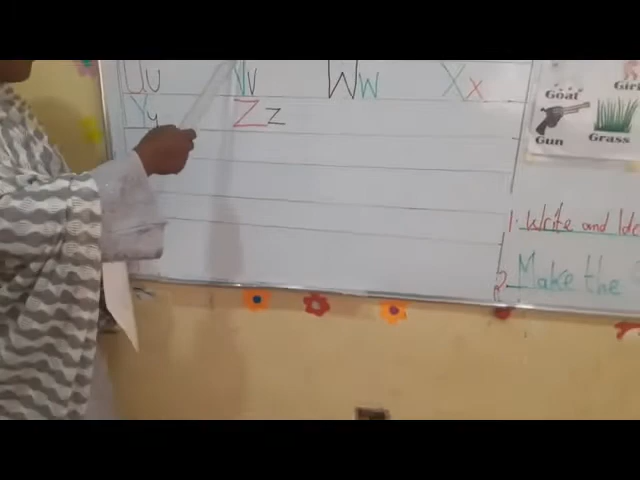 Uu Vv Ww Xx
Yy Zz
Goat Girl
Gun Grass
1. Write and Ide
2. Make the